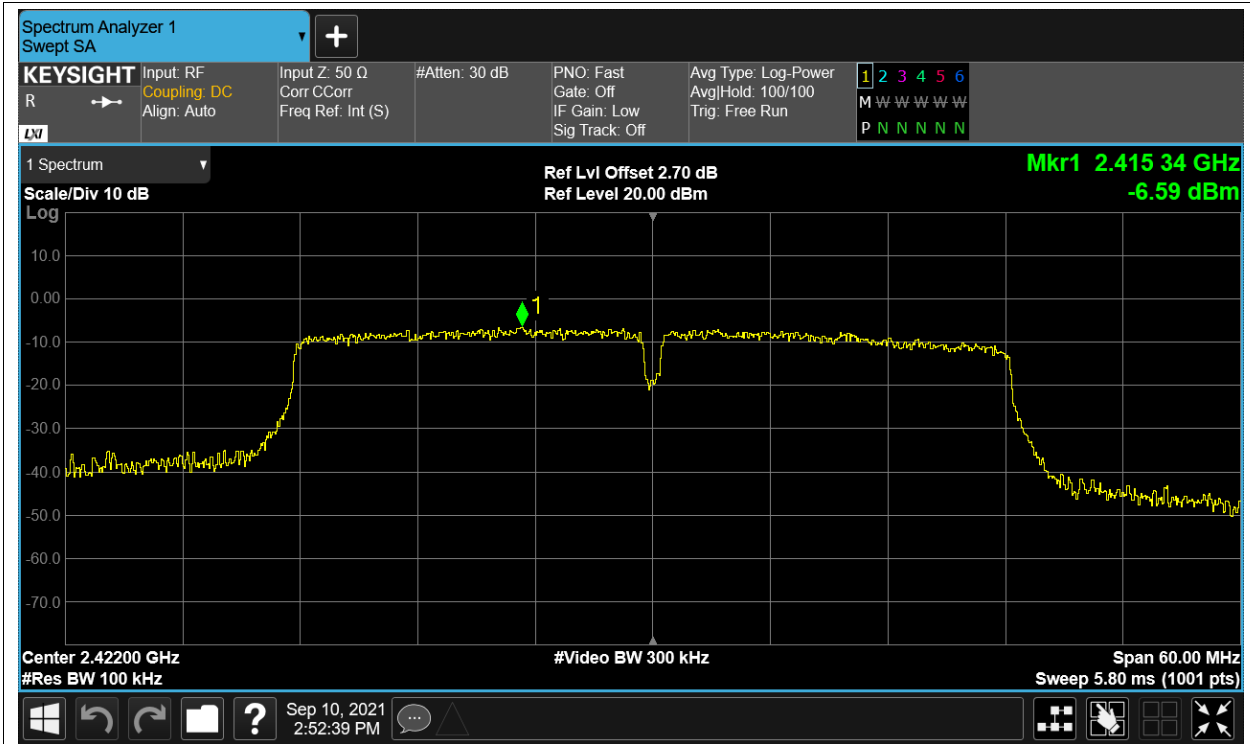 Spectrum Analyzer 1
Swept SA
KEYSIGHT
R
LXI
Input: RF
Coupling: DC
Align: Auto
Input Z: 50 Ω
Corr CCorr
Freq Ref: Int (S)
#Atten: 30 dB
PNO: Fast
Gate: Off
IF Gain: Low
Sig Track: Off
Avg Type: Log-Power
Avg|Hold: 100/100
Trig: Free Run
1 2 3 4 5 6
M W W W W W
P N N N N N
1 Spectrum
Scale/Div 10 dB
Ref Lvl Offset 2.70 dB
Ref Level 20.00 dBm
Mkr1 2.415 34 GHz
-6.59 dBm
Log
10.0
0.00
-10.0
-20.0
-30.0
-40.0
-50.0
-60.0
-70.0
1
Center 2.42200 GHz
#Res BW 100 kHz
#Video BW 300 kHz
Span 60.00 MHz
Sweep 5.80 ms (1001 pts)
?
Sep 10, 2021
2:52:39 PM